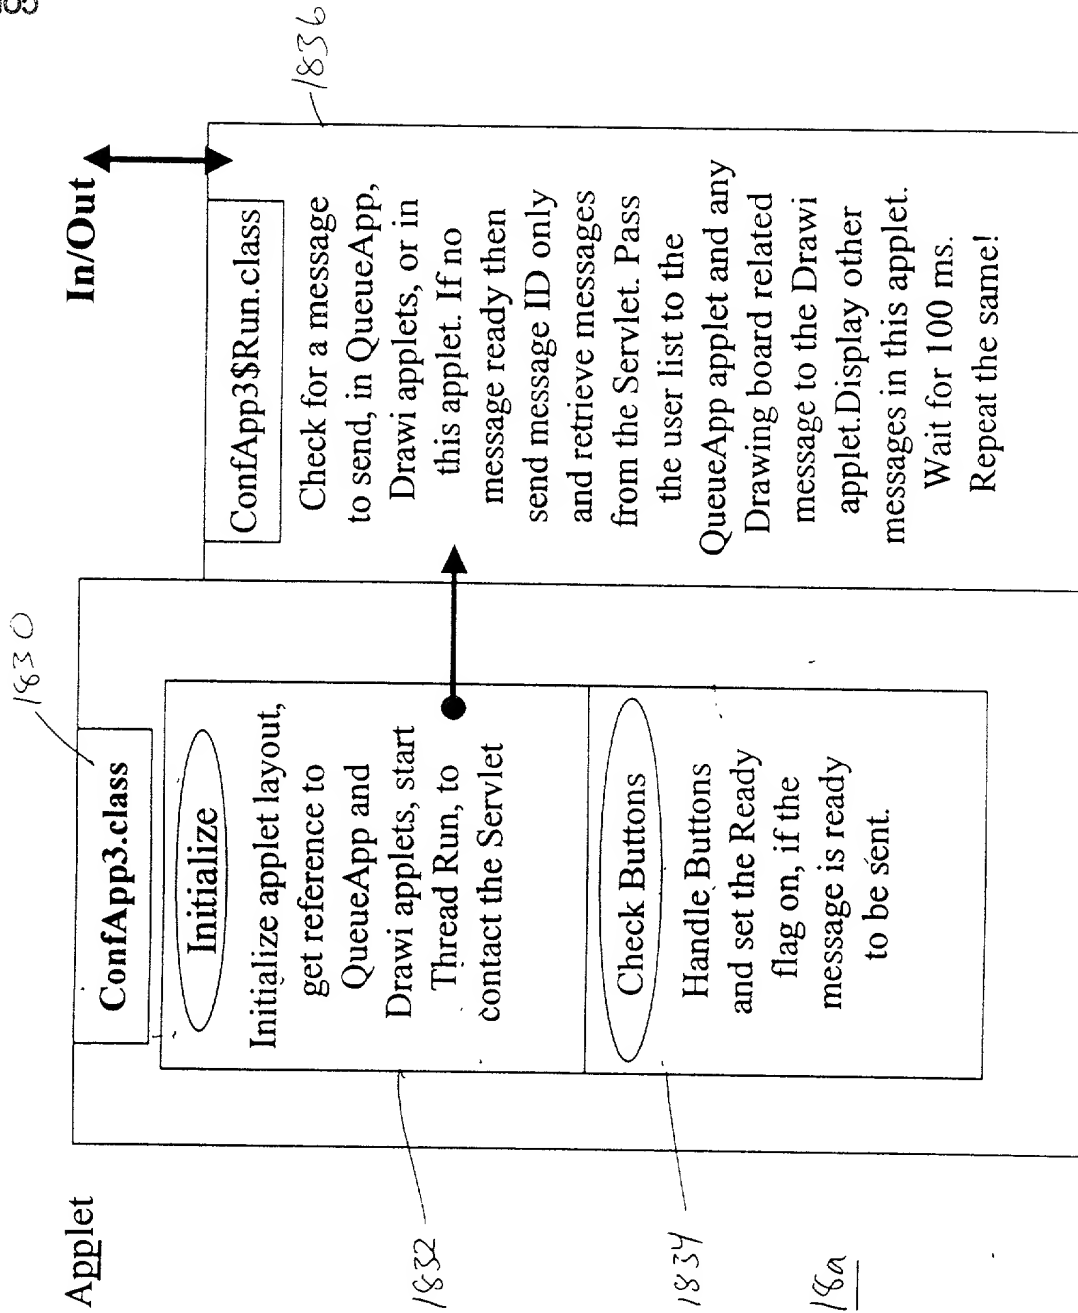 Applet
In/Out
1830
ConfApp3.class
Initialize
Initialize applet layout,
get reference to
QueueApp and
Drawi applets, start
Thread Run, to
contact the Servlet
Check Buttons
Handle Buttons
and set the Ready
flag on, if the
message is ready
to be sent.
1832
1834
18a
1836
ConfApp3$Run.class
Check for a message
to send, in QueueApp,
Drawi applets, or in
this applet. If no
message ready then
send message ID only
and retrieve messages
from the Servlet. Pass
the user list to the
QueueApp applet and any
Drawing board related
message to the Drawi
applet.Display other
messages in this applet.
Wait for 100 ms.
Repeat the same!